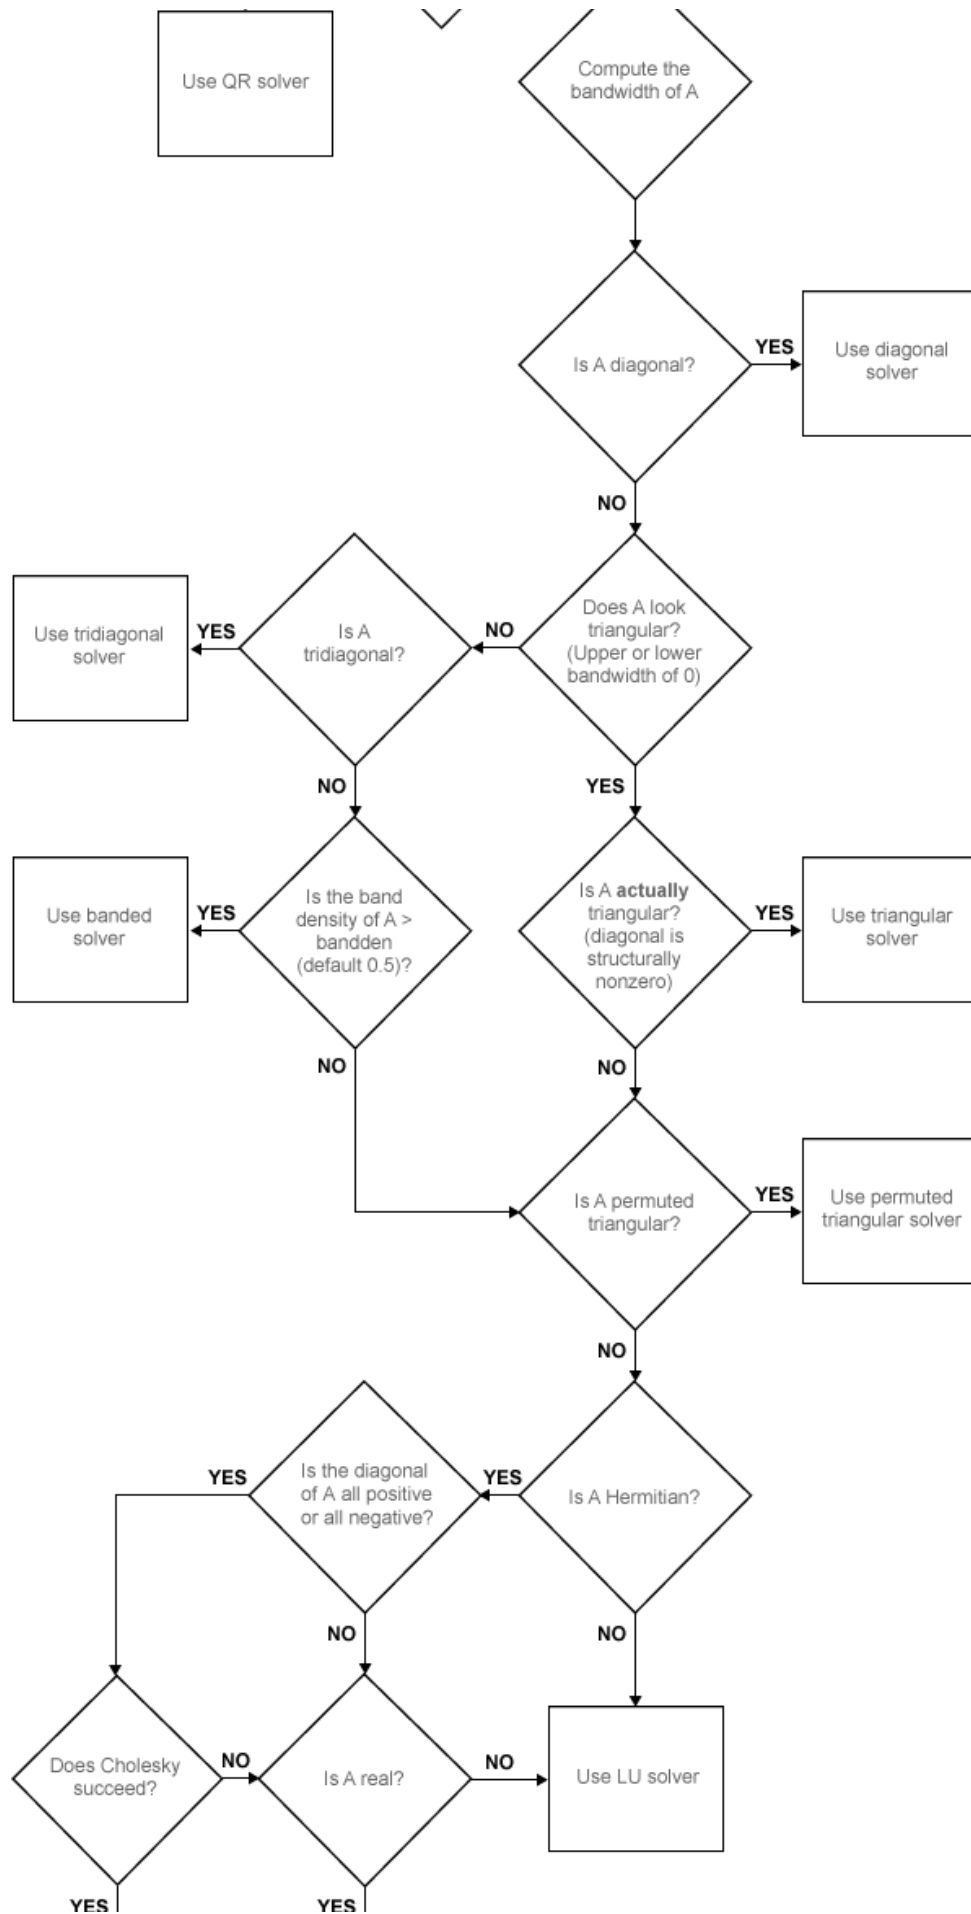 Use QR solver
Compute the
bandwidth of A
Is A diagonal?
YES
Use diagonal
solver
NO
Does A look
triangular?
(Upper or lower
bandwidth of 0)
NO
Is A
tridiagonal?
YES
Use tridiagonal
solver
NO
YES
Is the band
density of A >
bandden
(default 0.5)?
YES
Use banded
solver
Is A actually
triangular?
(diagonal is
structurally
nonzero)
YES
Use triangular
solver
NO
NO
Is A permuted
triangular?
YES
Use permuted
triangular solver
NO
Is A Hermitian?
YES
Is the diagonal
of A all positive
or all negative?
YES
NO
NO
Does Cholesky
succeed?
NO
Is A real?
NO
Use LU solver
YES
YES